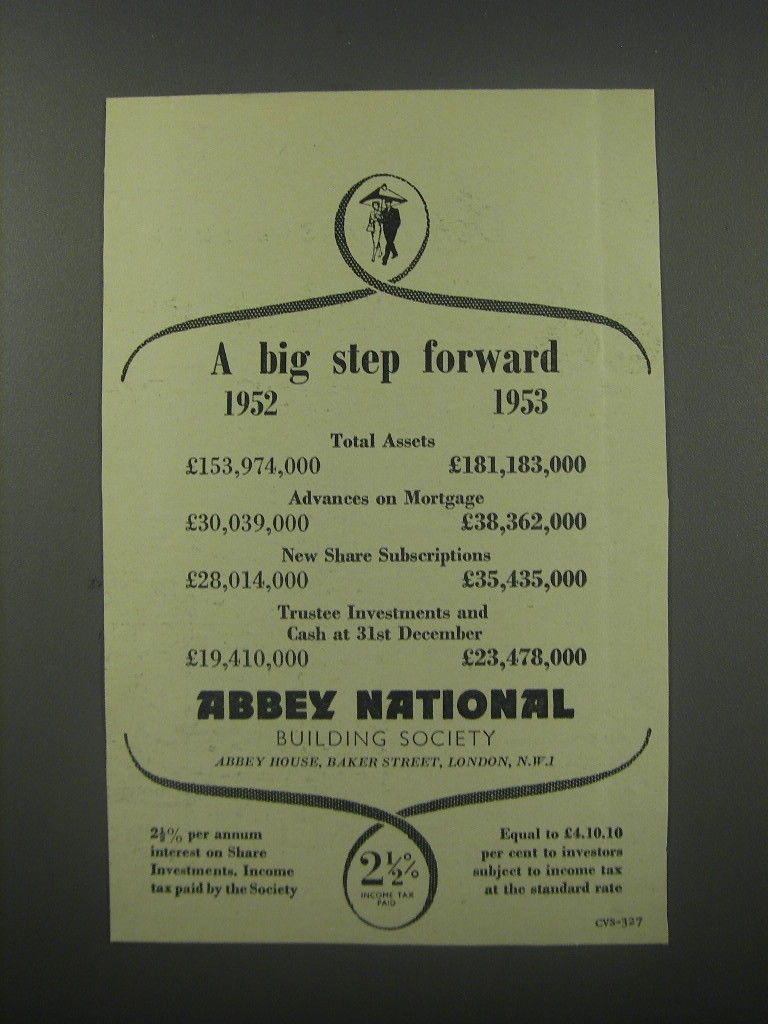 A big step forward
1952 1953
Total Assets
£153,974,000 £181,183,000
Advances on Mortgage
£30,039,000 £38,362,000
New Share Subscriptions
£28,014,000 £35,435,000
Trustee Investments and
Cash at 31st December
£19,410,000 £23,478,000
ABBEY NATIONAL
BUILDING SOCIETY
ABBEY HOUSE, BAKER STREET, LONDON, N.W.1
2½% per annum
interest on Share
Investments. Income
tax paid by the Society
2½%
INCOME TAX
PAID
Equal to £4.10.10
per cent to investors
subject to income tax
at the standard rate
CVS-327